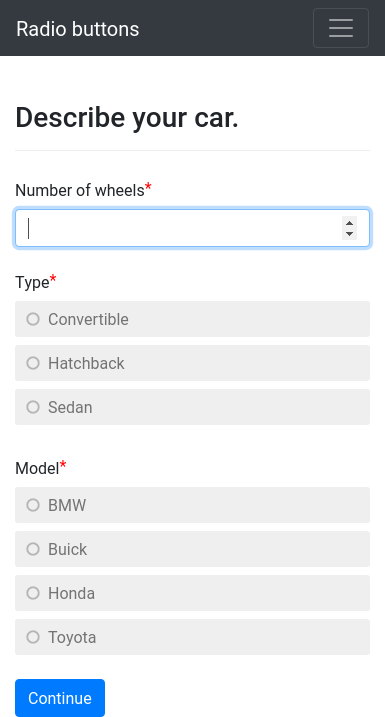 Radio buttons
Describe your car.
Number of wheels*
Type*
Convertible
Hatchback
Sedan
Model*
BMW
Buick
Honda
Toyota
Continue